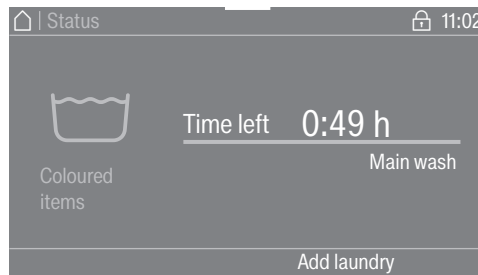 | Status
11:02
Time left 0:49 h
Main wash
Coloured
items
Add laundry